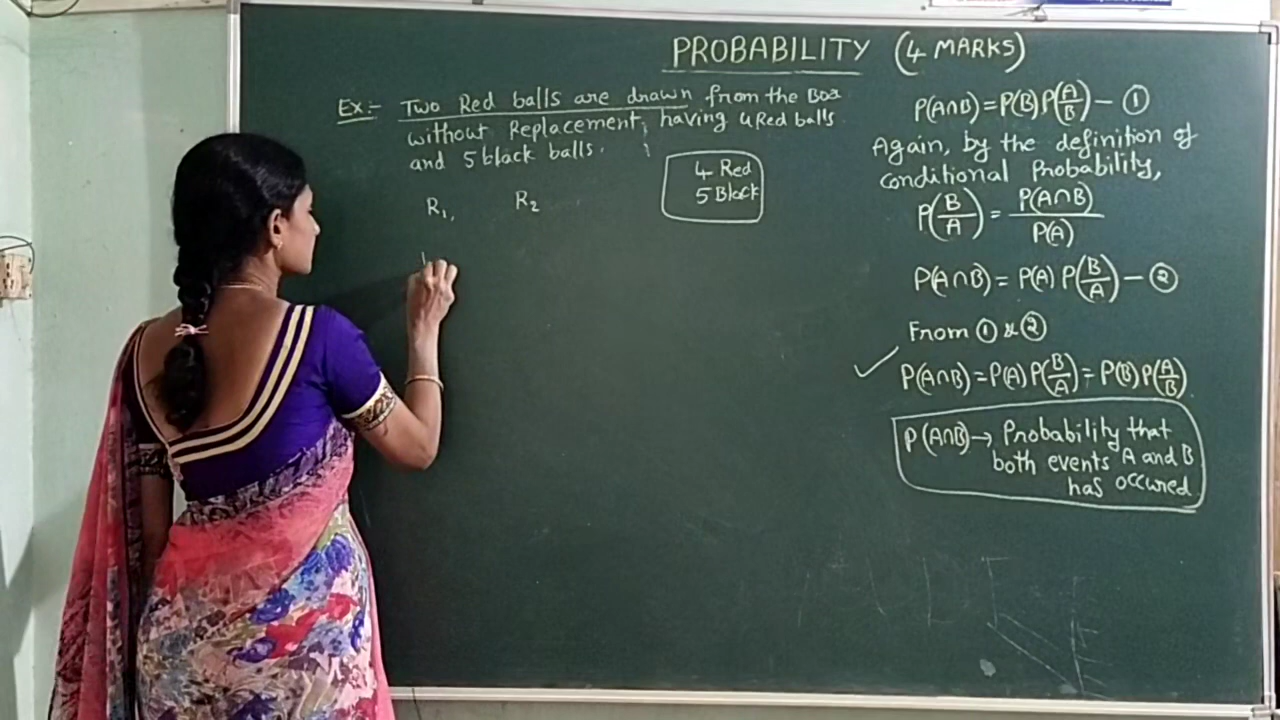 PROBABILITY (4 MARKS)
Ex:- Two Red balls are drawn from the Box
without Replacement, having 4 Red balls
and 5 black balls.
4 Red
5 Black
R₁, R₂
P(A∩B) = P(B) P(A/B) — ①
Again, by the definition of
conditional Probability,
P(B/A) = P(A∩B)/P(A)
P(A∩B) = P(A) P(B/A) — ②
From ① & ②
✓ P(A∩B) = P(A) P(B/A) = P(B) P(A/B)
P(A∩B) → Probability that
both events A and B
has occured